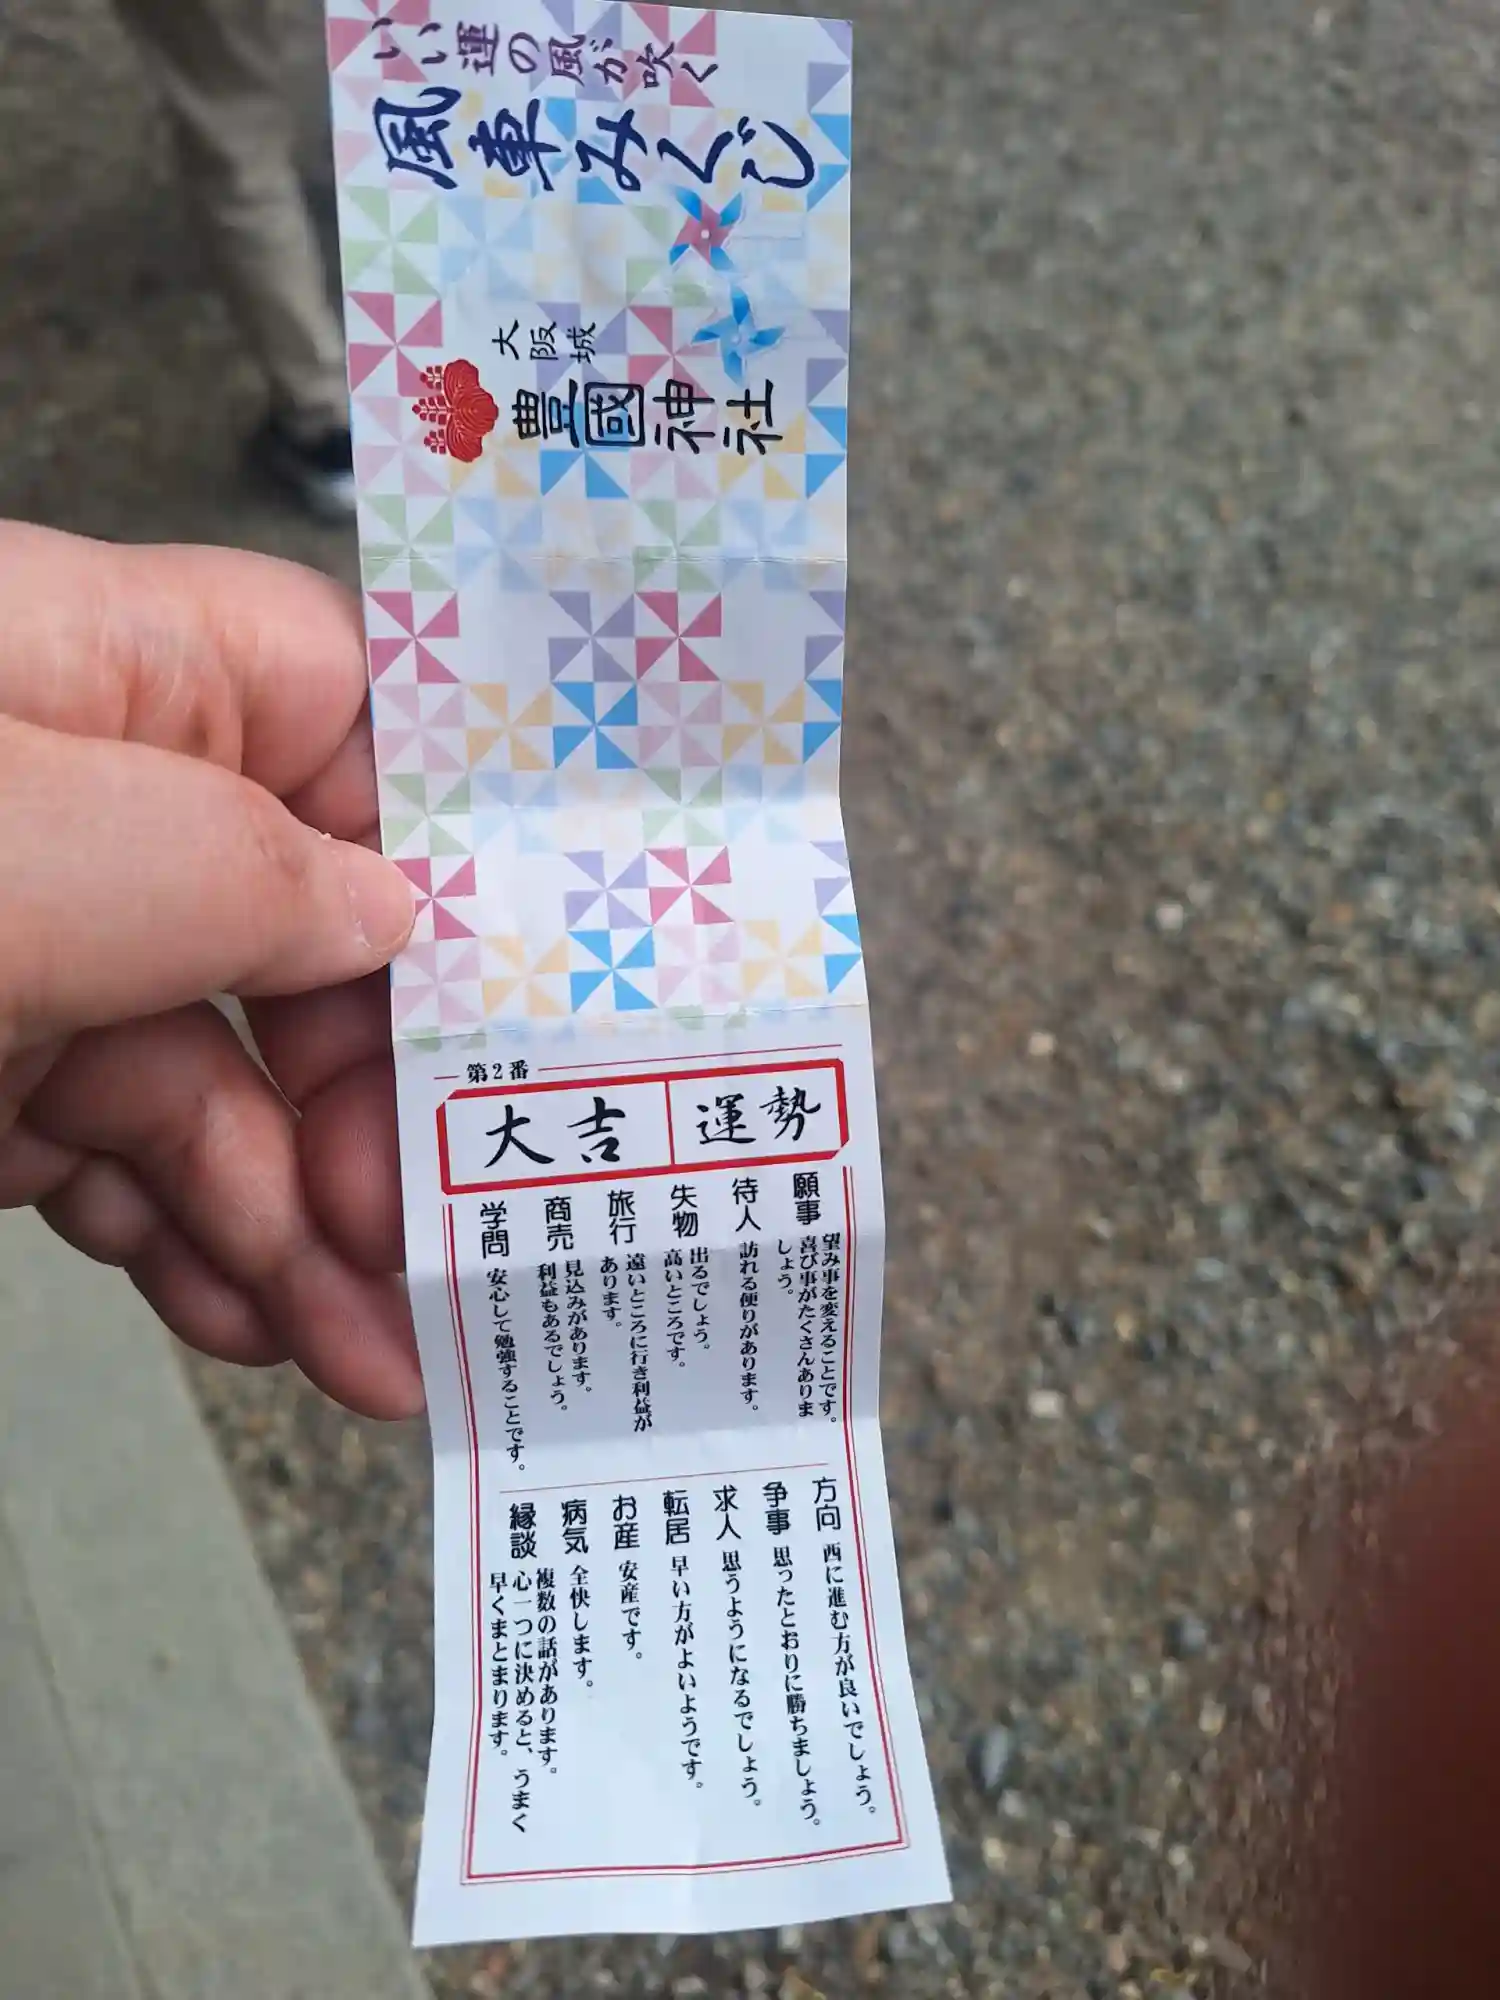 いい運の風が吹く
風車みくじ
大阪城
豊國神社
第2番
運勢
大吉
願事
望み事を変えることです。
喜び事がたくさんありま
しょう。
待人
訪れる便りがあります。
失物
出るでしょう。
高いところです。
旅行
遠いところに行き利益が
あります。
商売
見込みがあります。
利益もあるでしょう。
学問
安心して勉強することです。
方向
西に進む方が良いでしょう。
争事
思ったとおりに勝ちましょう。
求人
思うようになるでしょう。
転居
早い方がよいようです。
お産
安産です。
病気
全快します。
縁談
複数の話があります。
心一つに決めると、うまく
早くまとまります。